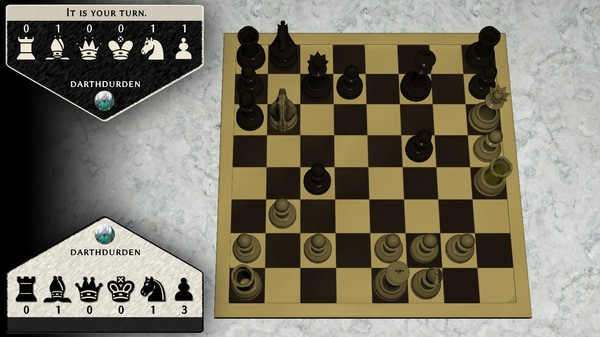 IT IS YOUR TURN.
0 1 0 0 1 1
DARTHDURDEN
DARTHDURDEN
0 1 0 0 1 3